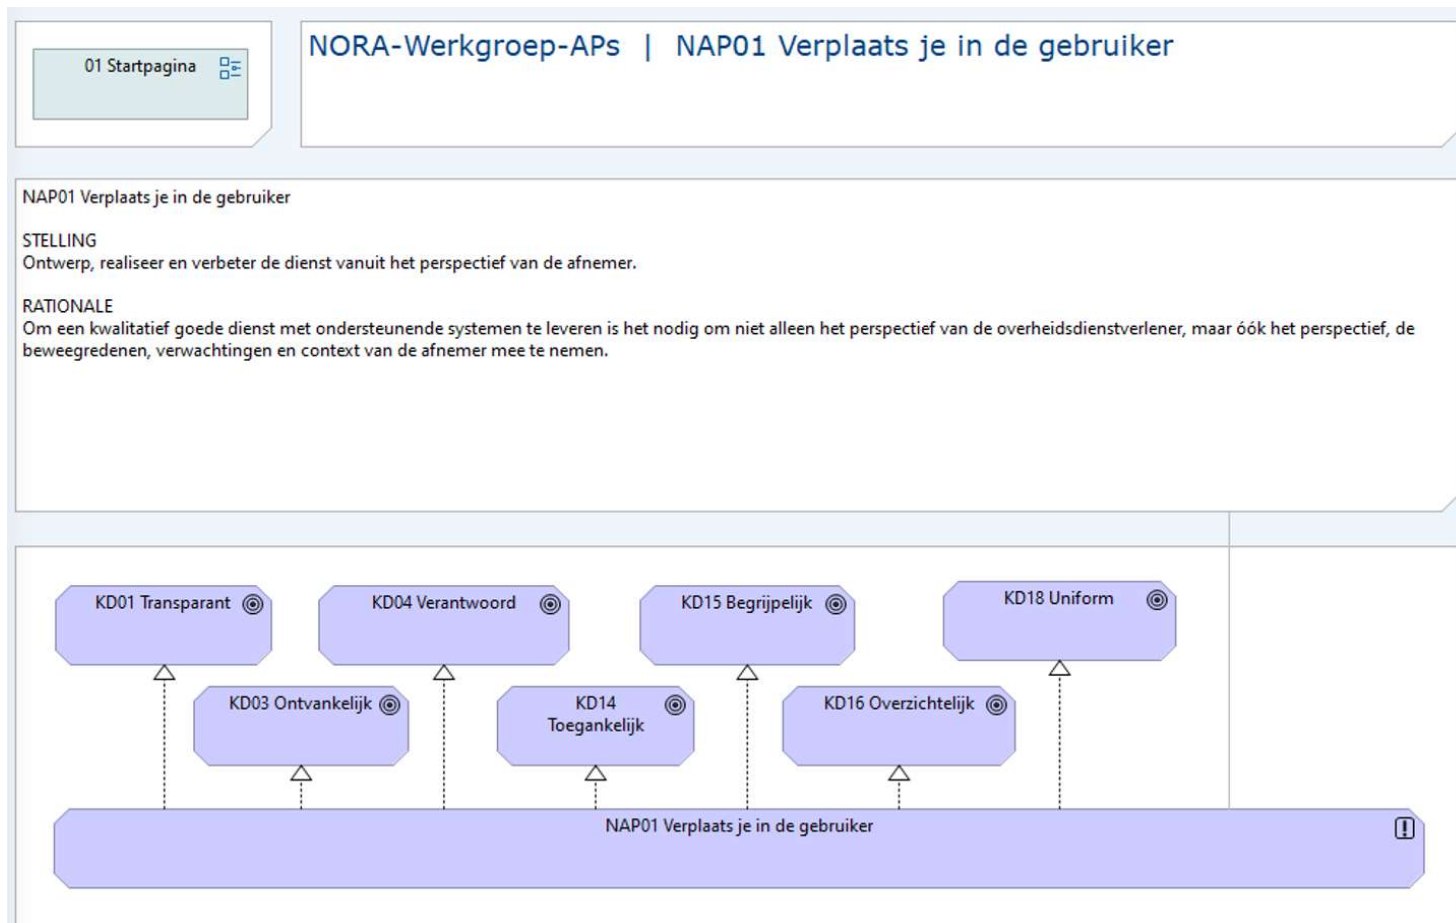 01 Startpagina
NORA-Werkgroep-APs | NAP01 Verplaats je in de gebruiker
NAP01 Verplaats je in de gebruiker
STELLING
Ontwerp, realiseer en verbeter de dienst vanuit het perspectief van de afnemer.
RATIONALE
Om een kwalitatief goede dienst met ondersteunende systemen te leveren is het nodig om niet alleen het perspectief van de overheidsdienstverlener, maar óók het perspectief, de
beweegredenen, verwachtingen en context van de afnemer mee te nemen.
KD01 Transparant
KD04 Verantwoord
KD15 Begrijpelijk
KD18 Uniform
KD03 Ontvankelijk
KD14
Toegankelijk
KD16 Overzichtelijk
NAP01 Verplaats je in de gebruiker